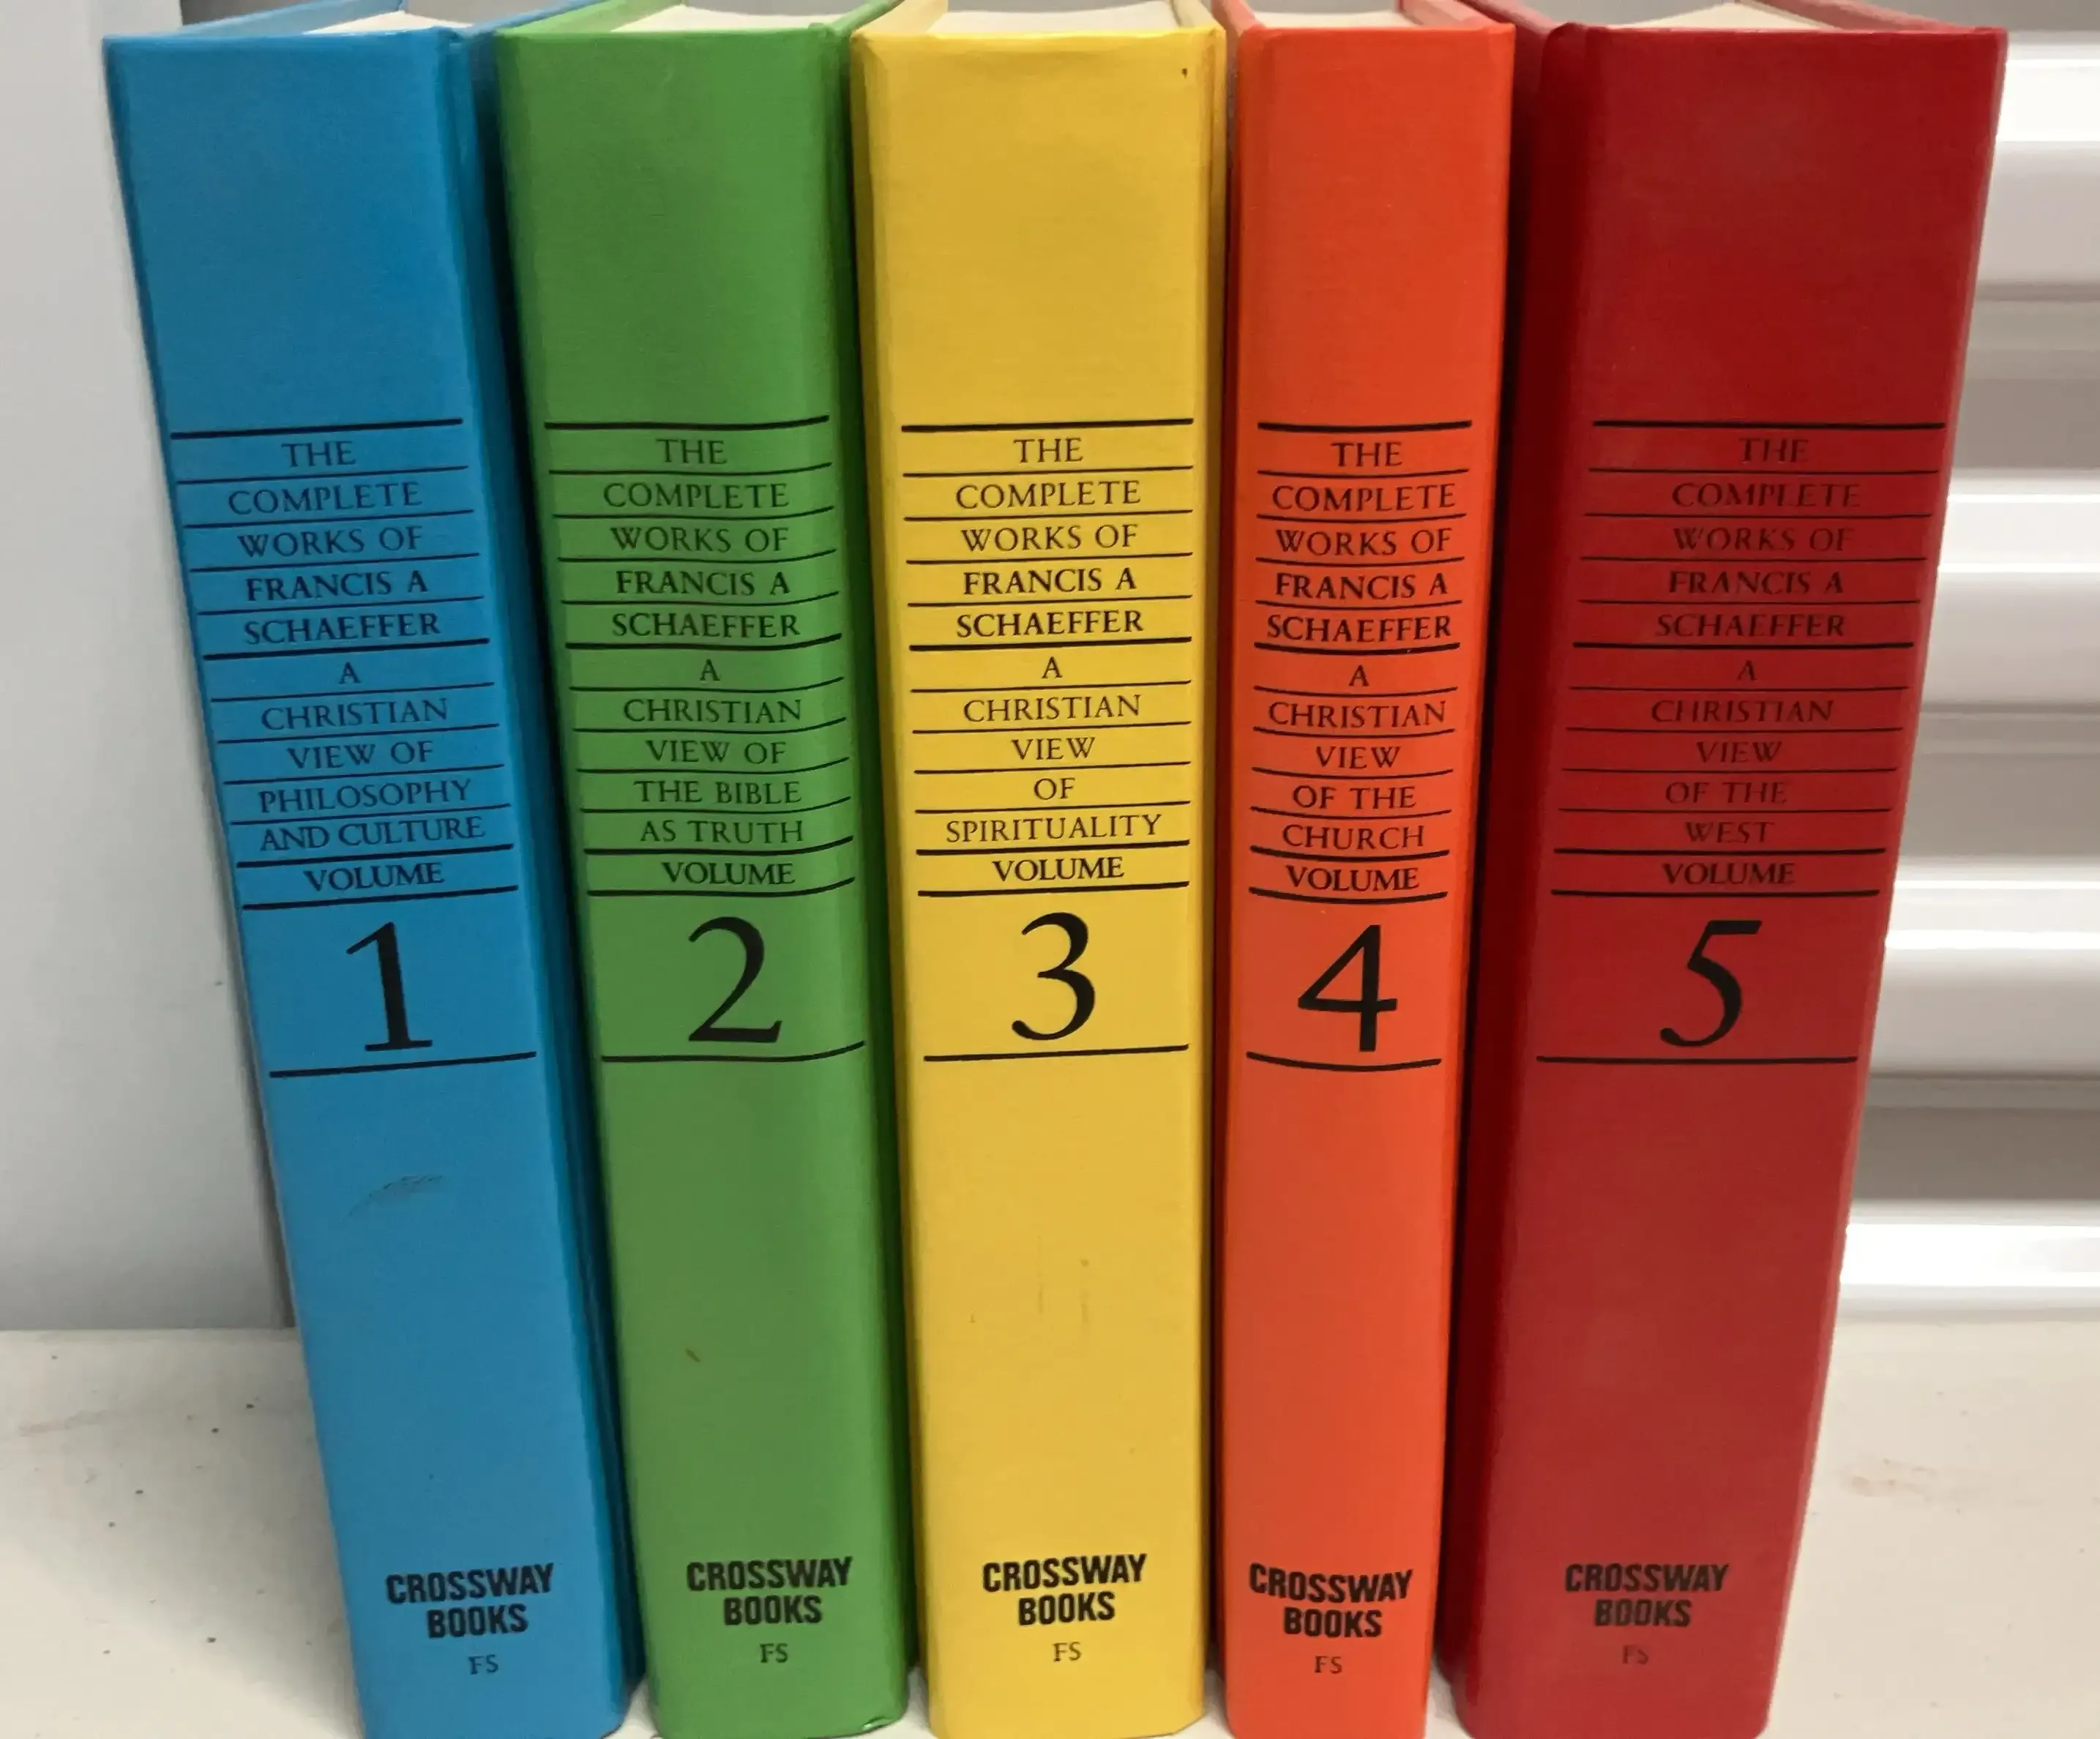 THE
COMPLETE
WORKS OF
FRANCIS A
SCHAEFFER
A
CHRISTIAN
VIEW OF
PHILOSOPHY
AND CULTURE
VOLUME
1
CROSSWAY
BOOKS
FS
THE
COMPLETE
WORKS OF
FRANCIS A
SCHAEFFER
A
CHRISTIAN
VIEW OF
THE BIBLE
AS TRUTH
VOLUME
2
CROSSWAY
BOOKS
FS
THE
COMPLETE
WORKS OF
FRANCIS A
SCHAEFFER
A
CHRISTIAN
VIEW
OF
SPIRITUALITY
VOLUME
3
CROSSWAY
BOOKS
FS
THE
COMPLETE
WORKS OF
FRANCIS A
SCHAEFFER
A
CHRISTIAN
VIEW
OF THE
CHURCH
VOLUME
4
CROSSWAY
BOOKS
FS
THE
COMPLETE
WORKS OF
FRANCIS A
SCHAEFFER
A
CHRISTIAN
VIEW
OF THE
WEST
VOLUME
5
CROSSWAY
BOOKS
FS